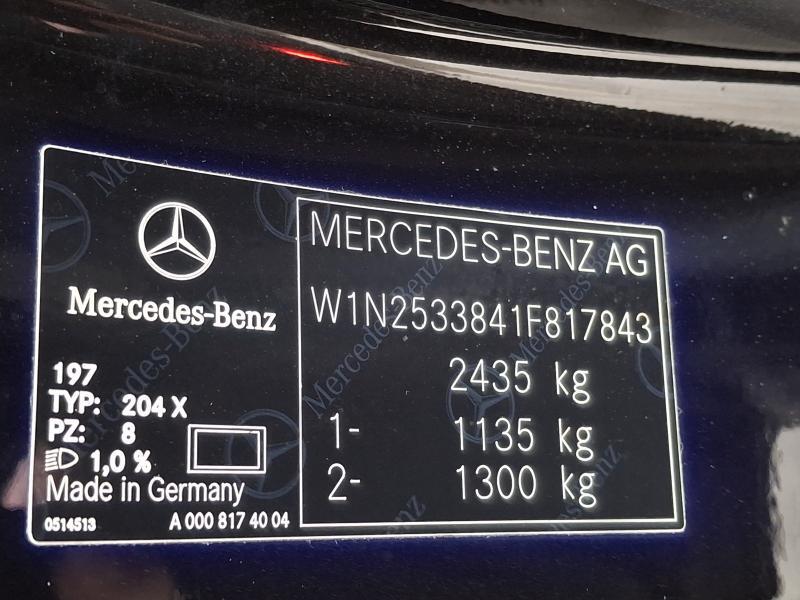 Mercedes-Benz
197
TYP: 204 X
PZ: 8
1,0 %
Made in Germany
0514513
A 000 817 40 04
MERCEDES-BENZ AG
W1N2533841F817843
2435 kg
1- 1135 kg
2- 1300 kg